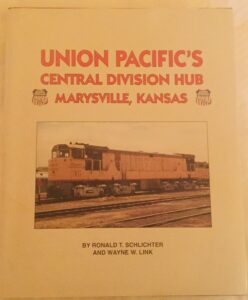 UNION PACIFIC'S
CENTRAL DIVISION HUB
MARYSVILLE, KANSAS
BY RONALD T. SCHLICHTER
AND WAYNE W. LINK